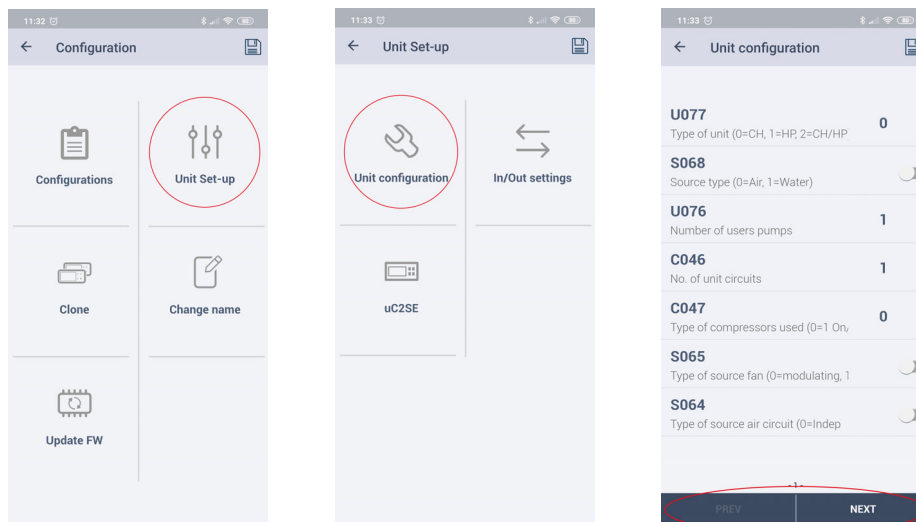 11:32
Configuration
Configurations
Unit Set-up
Clone
Change name
Update FW
11:33
Unit Set-up
Unit configuration
In/Out settings
uC2SE
11:33
Unit configuration
U077
0
Type of unit (0=CH, 1=HP, 2=CH/HP
S068
Source type (0=Air, 1=Water)
U076
1
Number of users pumps
C046
1
No. of unit circuits
C047
0
Type of compressors used (0=1 On,
S065
Type of source fan (0=modulating, 1
S064
Type of source air circuit (0=Indep
-1-
PREV
NEXT